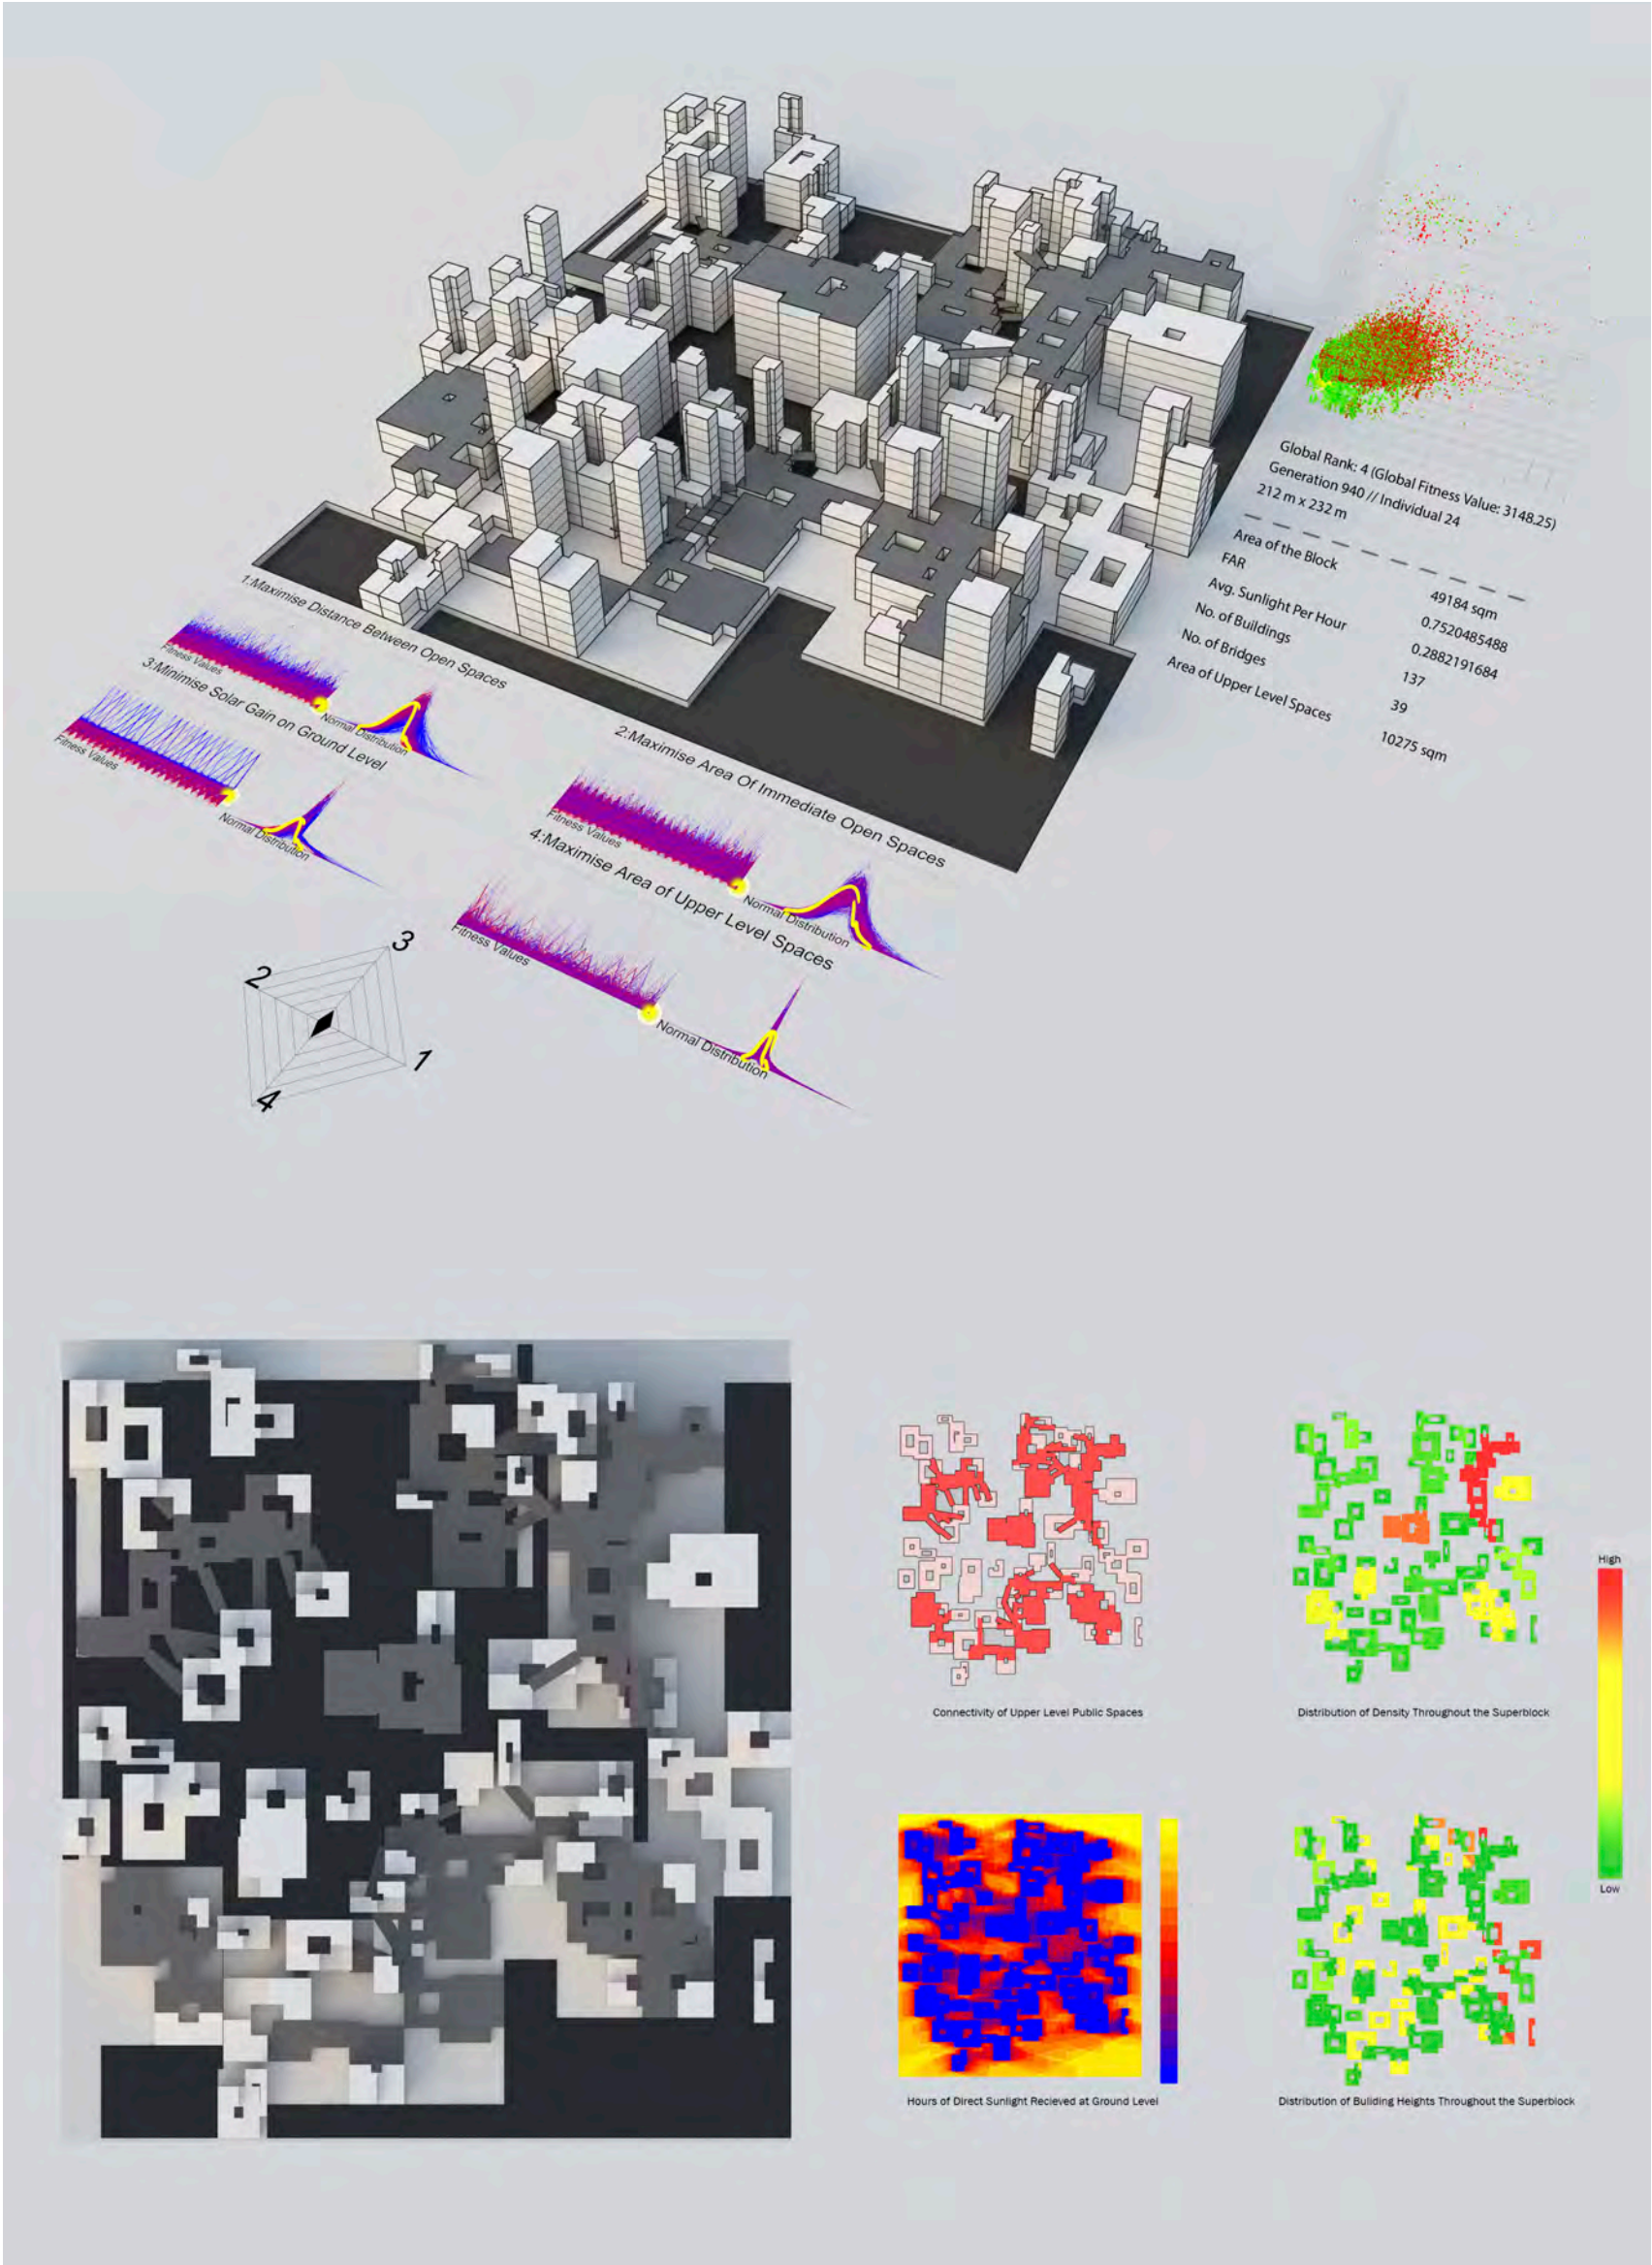 Global Rank: 4 (Global Fitness Value: 3148.25)
Generation 940 // Individual 24
212 m x 232 m
Area of the Block 49184 sqm
FAR 0.7520485488
Avg. Sunlight Per Hour 0.2882191684
No. of Buildings 137
No. of Bridges 39
Area of Upper Level Spaces 10275 sqm
1:Maximise Distance Between Open Spaces
Fitness Values
Normal Distribution
3:Minimise Solar Gain on Ground Level
Fitness Values
Normal Distribution
2:Maximise Area Of Immediate Open Spaces
Fitness Values
Normal Distribution
4:Maximise Area of Upper Level Spaces
Fitness Values
Normal Distribution
3
2
1
4
Connectivity of Upper Level Public Spaces
Distribution of Density Throughout the Superblock
High
Low
Hours of Direct Sunlight Recieved at Ground Level
Distribution of Building Heights Throughout the Superblock